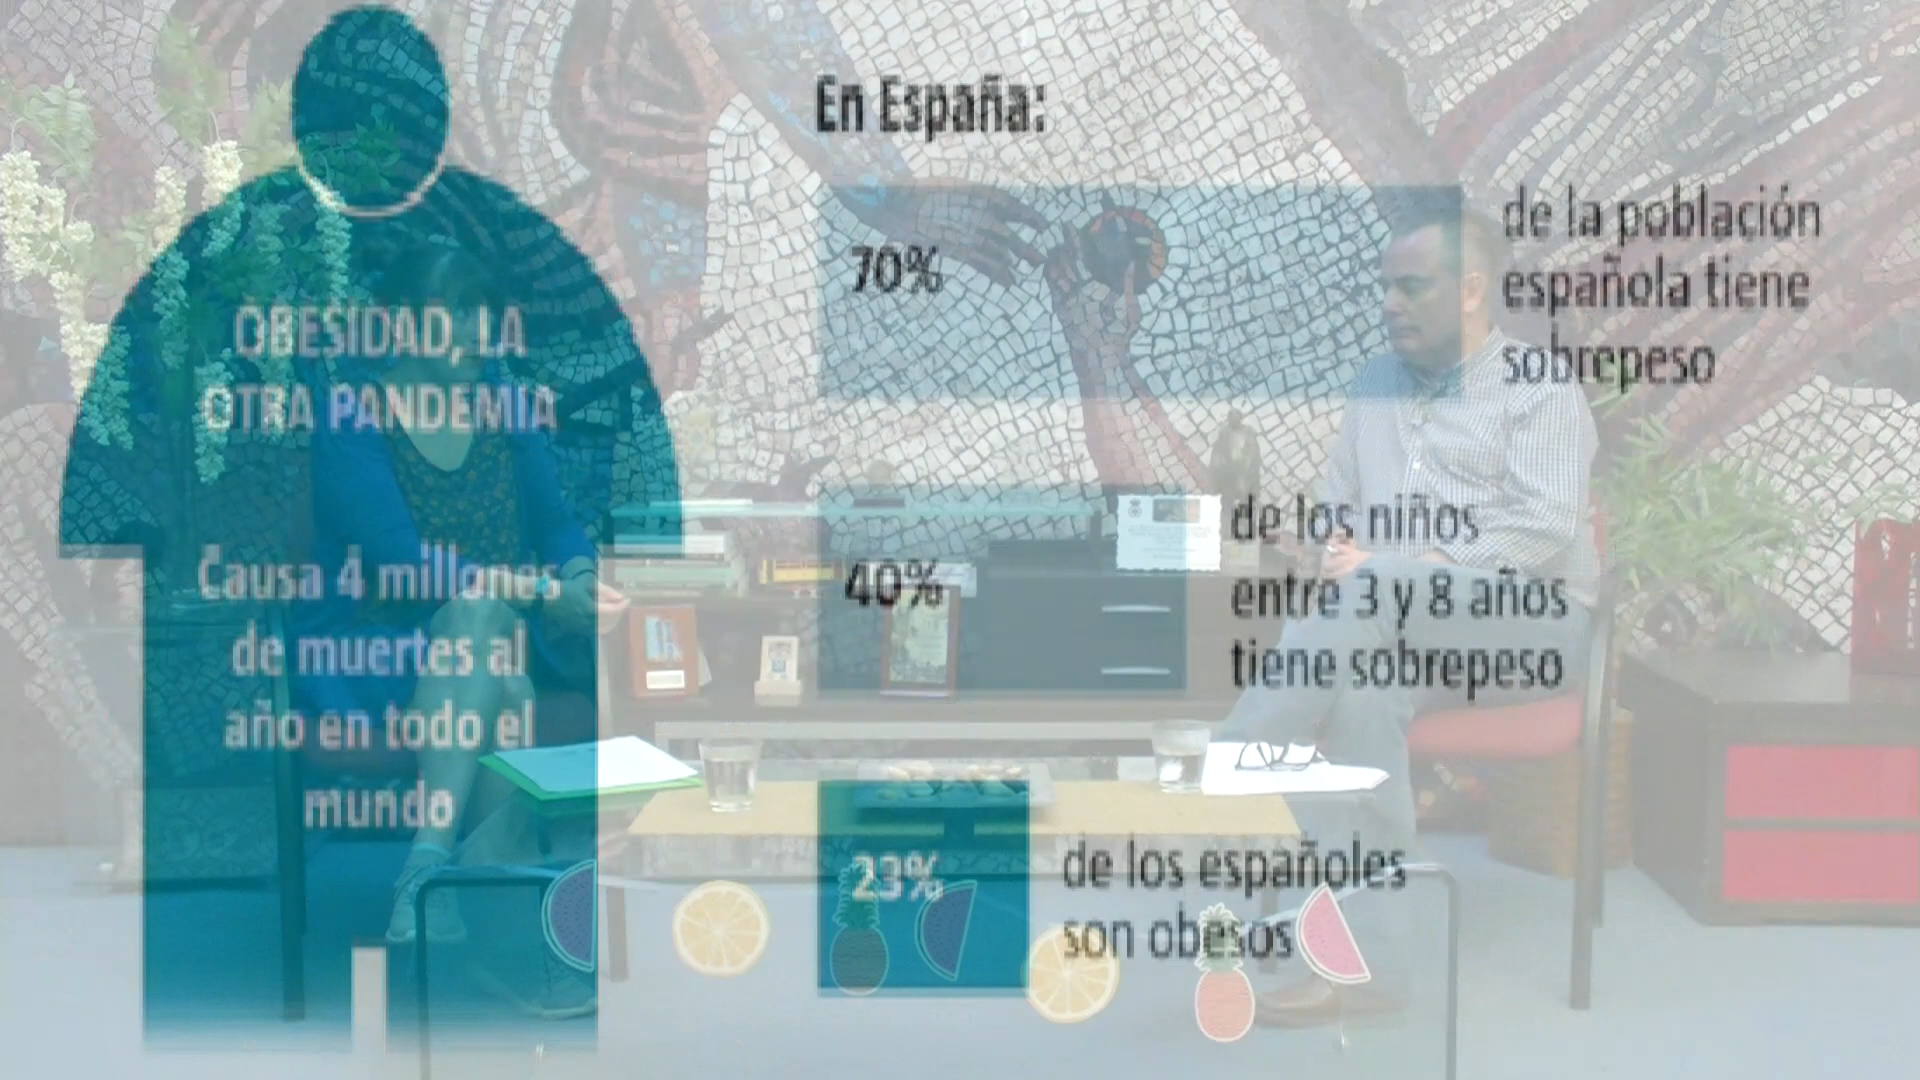 OBESIDAD, LA
OTRA PANDEMIA
Causa 4 millones
de muertes al
año en todo el
mundo
En España:
70%
de la población
española tiene
sobrepeso
40%
de los niños
entre 3 y 8 años
tiene sobrepeso
23%
de los españoles
son obesos